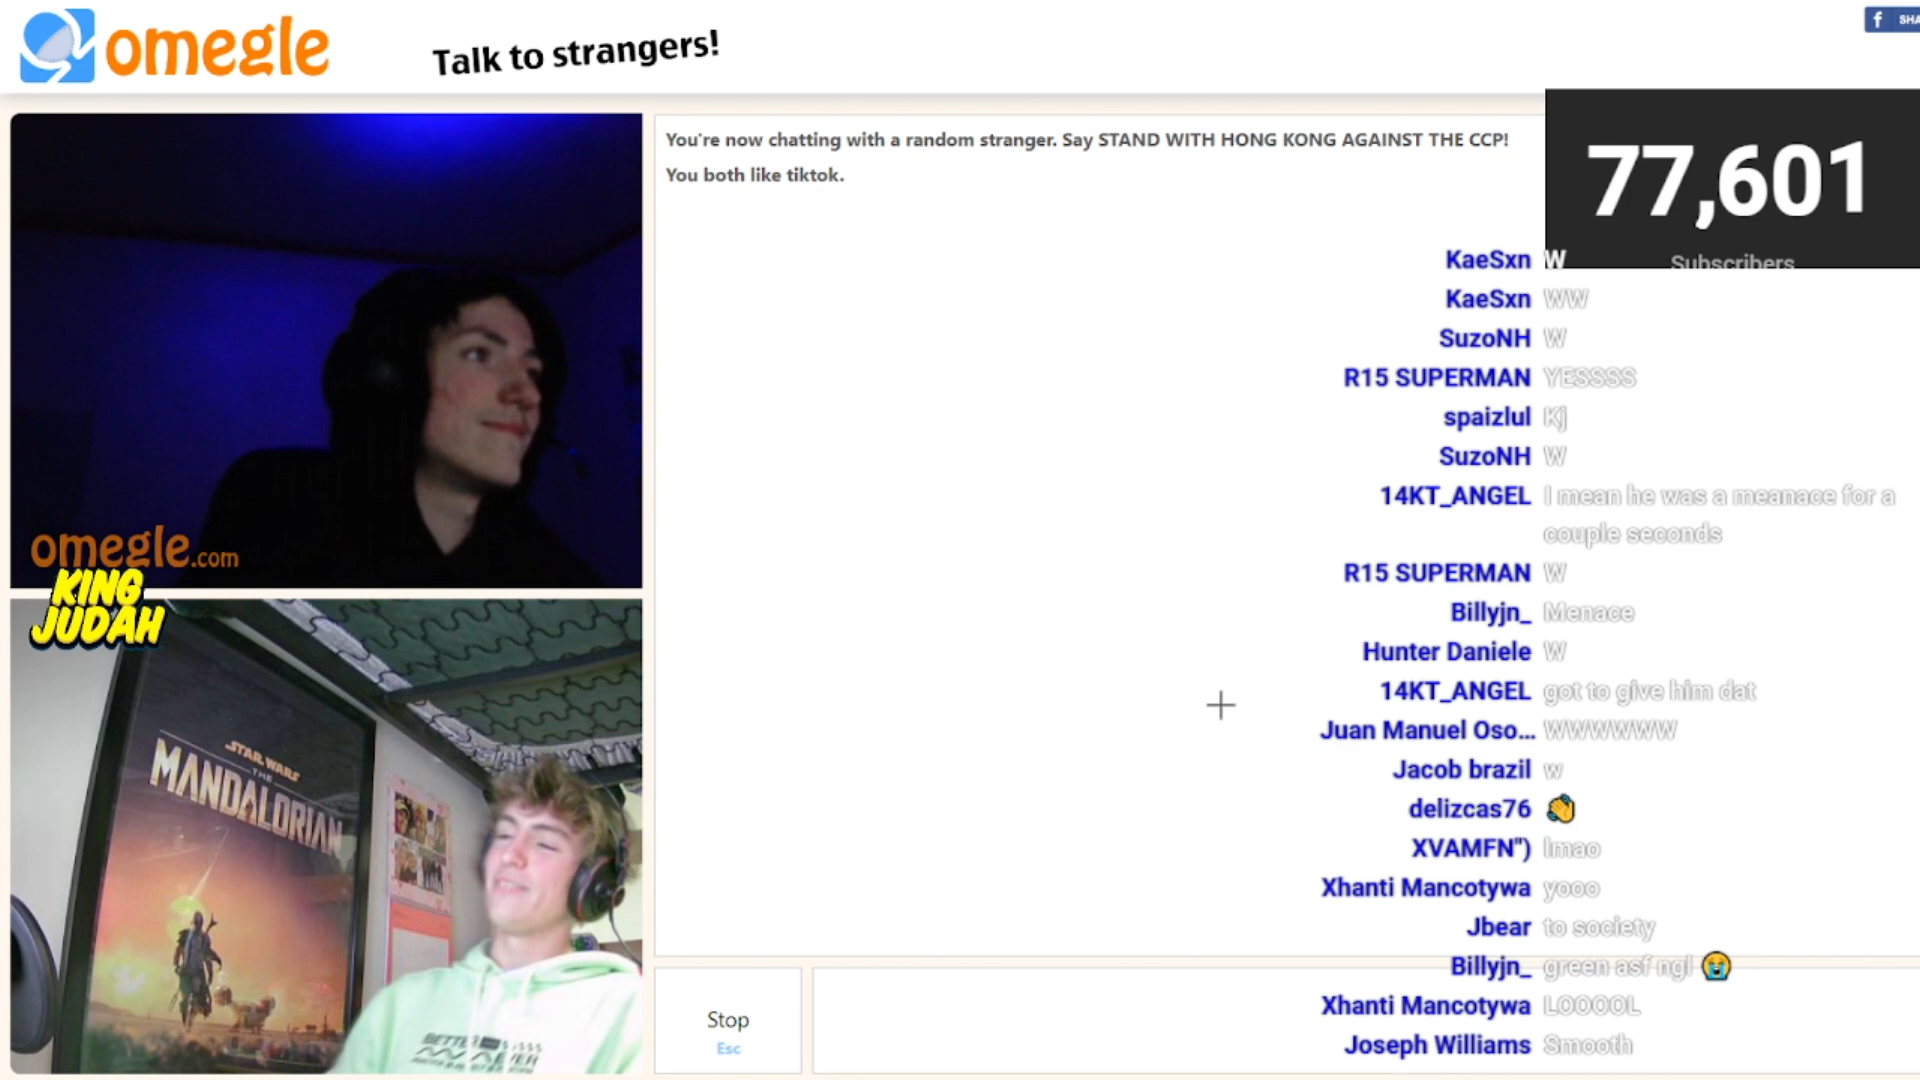 omegle
Talk to strangers!
f SHA
You're now chatting with a random stranger. Say STAND WITH HONG KONG AGAINST THE CCP!
You both like tiktok.
77,601
Subscribers
KaeSxn W
KaeSxn WW
SuzoNH W
R15 SUPERMAN YESSSS
spaizlul Kj
SuzoNH W
14KT_ANGEL I mean he was a meanace for a
couple seconds
R15 SUPERMAN W
Billyjn_ Menace
Hunter Daniele W
14KT_ANGEL got to give him dat
Juan Manuel Oso... WWWWWW
Jacob brazil w
delizcas76 👏
XVAMFN") lmao
Xhanti Mancotywa yooo
Jbear to society
Billyjn_ green asf ngl 😭
Xhanti Mancotywa LOOOOL
Joseph Williams Smooth
omegle.com
KING
JUDAH
STAR WARS
THE
MANDALORIAN
BETTER
Stop
Esc